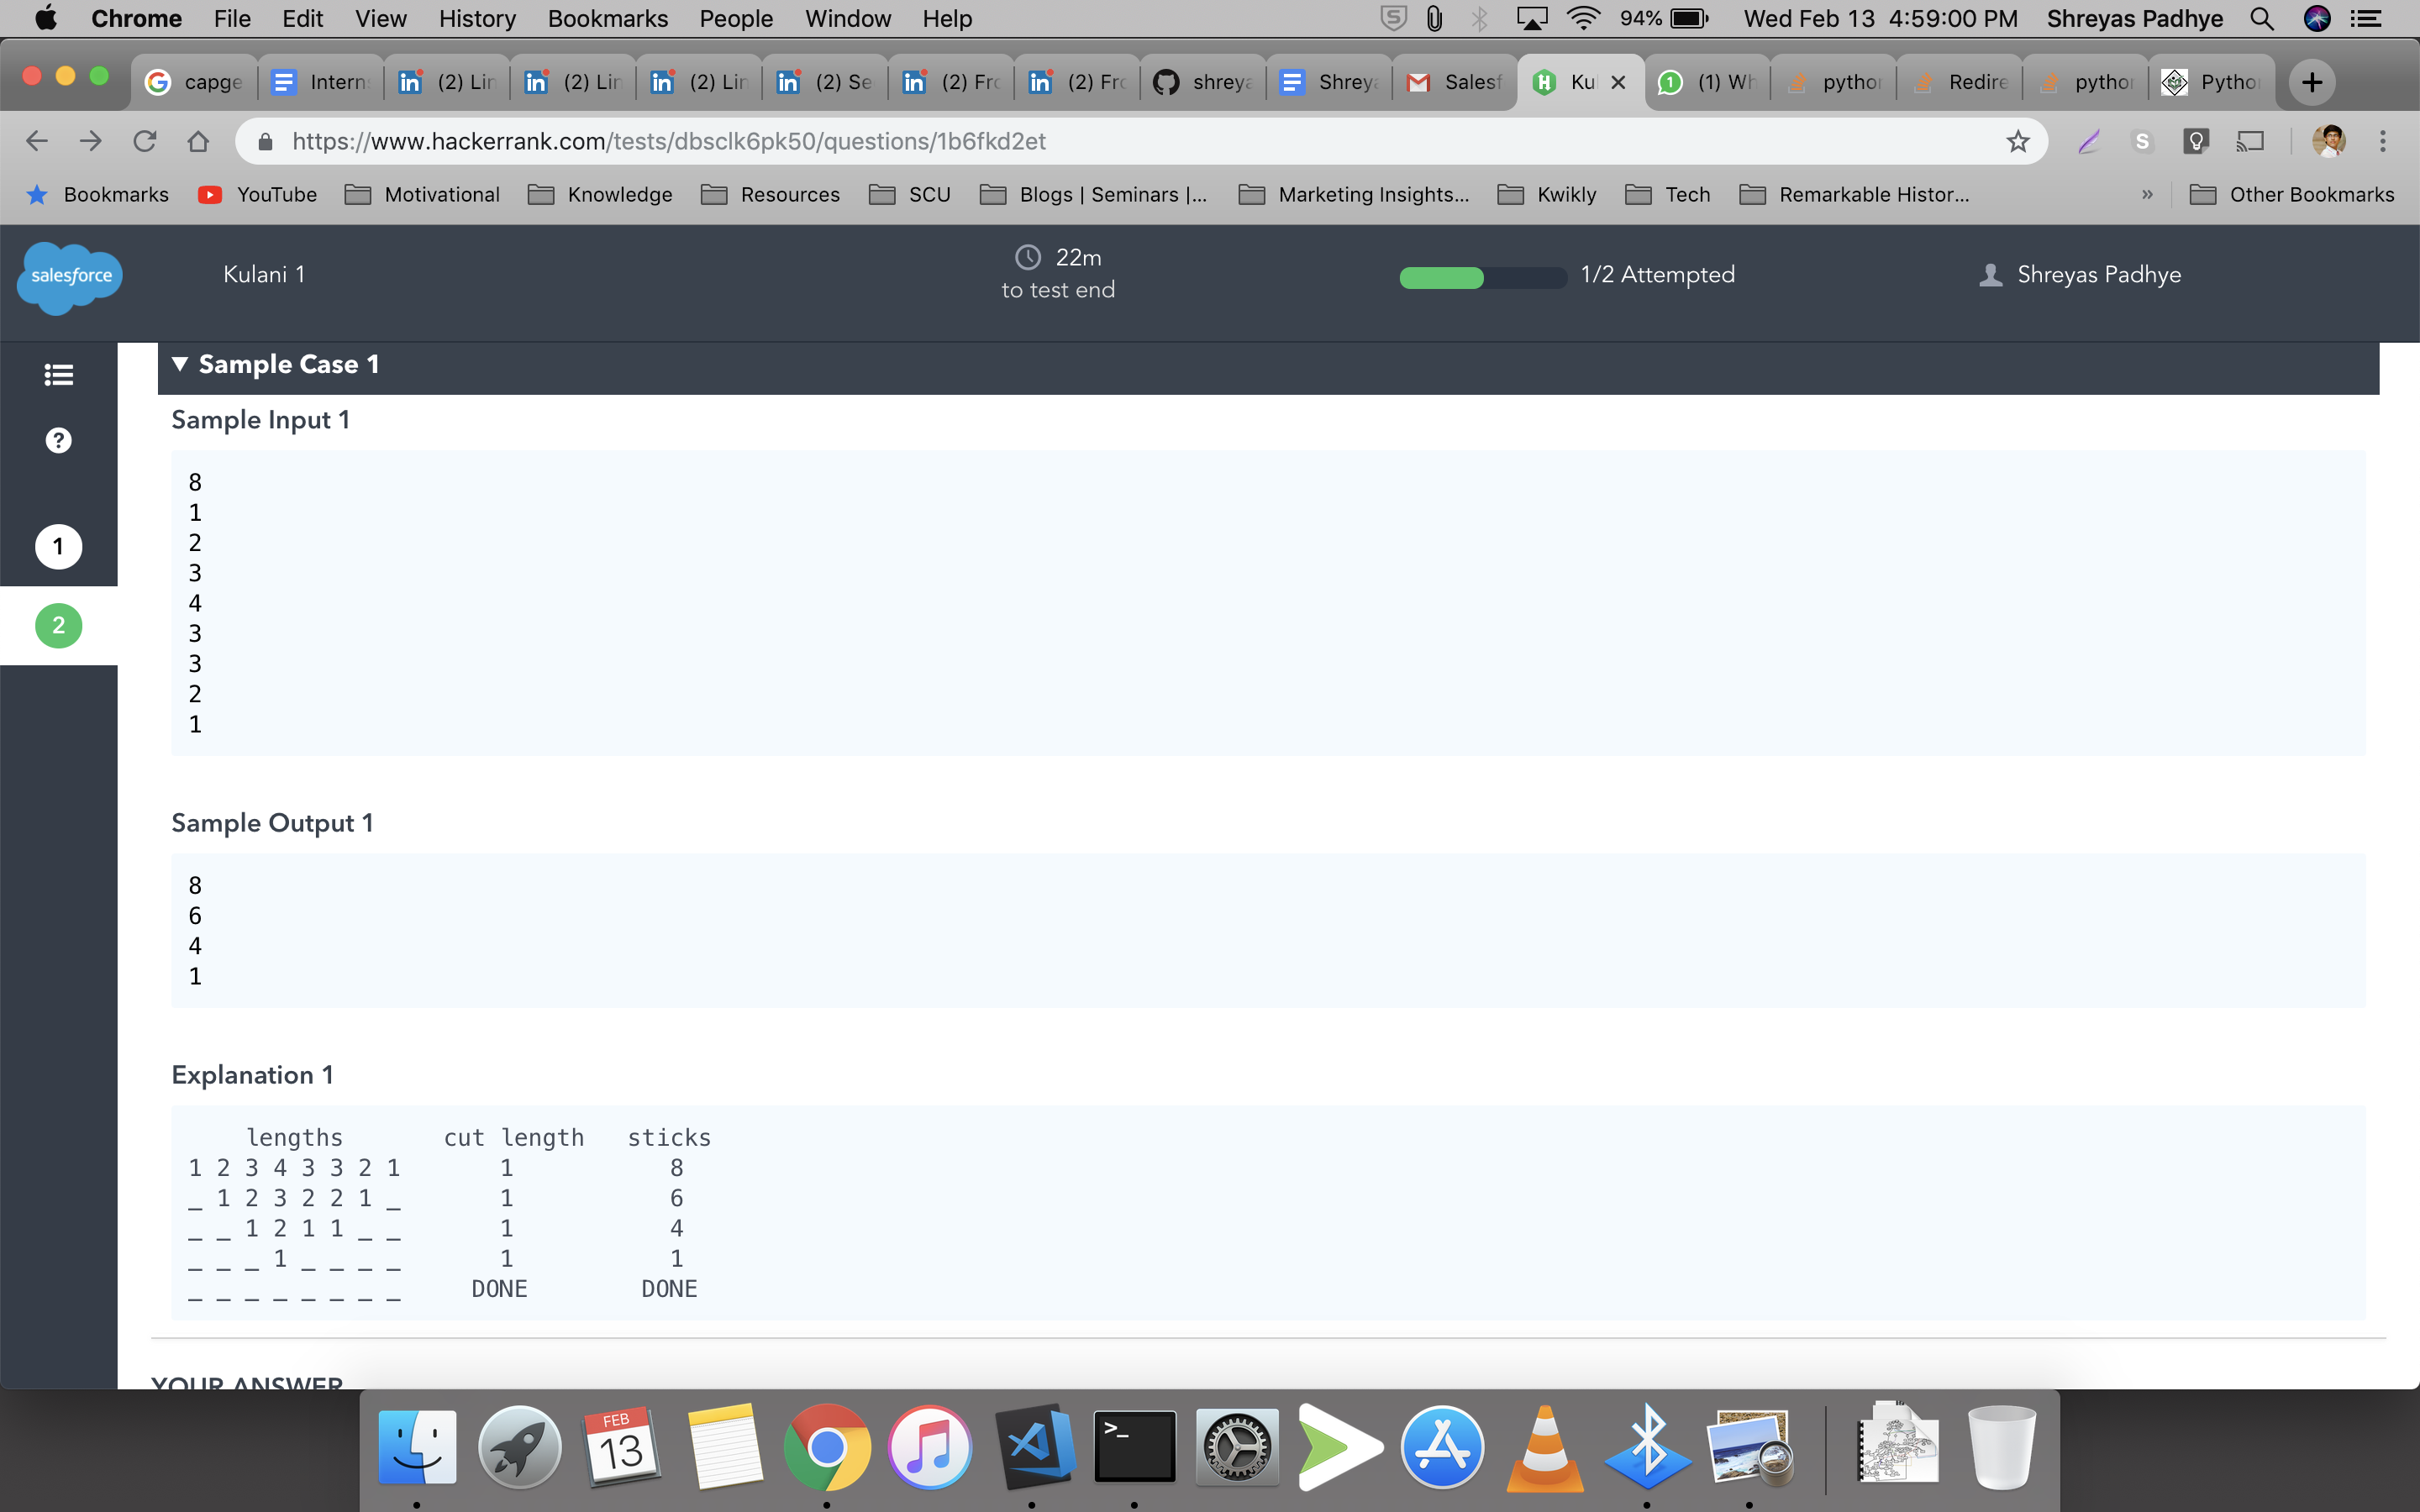 Chrome File Edit View History Bookmarks People Window Help 94% Wed Feb 13 4:59:00 PM Shreyas Padhye
capge Intern (2) Lin (2) Lin (2) Lin (2) Se (2) Fro (2) Fro shreya Shreya Salesf Kul (1) Wh python Redire python Python
https://www.hackerrank.com/tests/dbsclk6pk50/questions/1b6fkd2et
Bookmarks YouTube Motivational Knowledge Resources SCU Blogs | Seminars |... Marketing Insights... Kwikly Tech Remarkable Histor... » Other Bookmarks
salesforce Kulani 1 22m to test end 1/2 Attempted Shreyas Padhye
▼ Sample Case 1
Sample Input 1
?
1
2
8
1
2
3
4
3
3
2
1
Sample Output 1
8
6
4
1
Explanation 1
lengths cut length sticks
1 2 3 4 3 3 2 1 1 8
_ 1 2 3 2 2 1 _ 1 6
_ _ 1 2 1 1 _ _ 1 4
_ _ _ 1 _ _ _ _ 1 1
_ _ _ _ _ _ _ _ DONE DONE
YOUR ANSWER
FEB
13